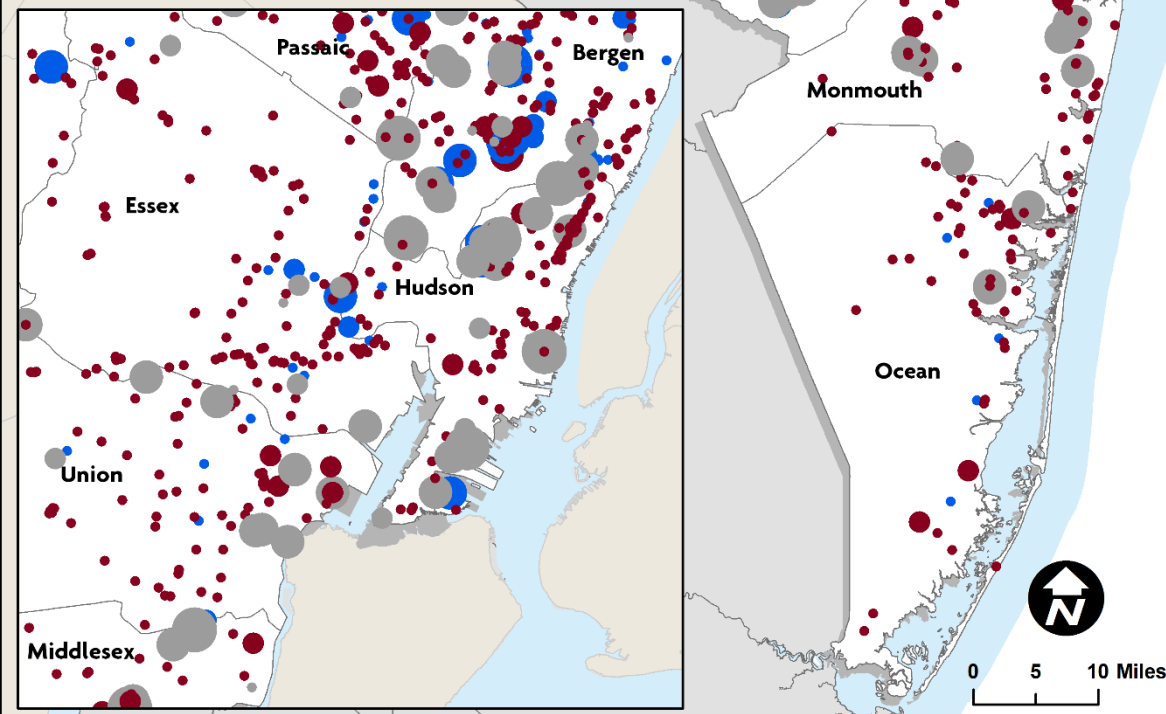 Passaic
Bergen
Monmouth
Essex
Hudson
Ocean
Union
N
Middlesex
0 5 10 Miles